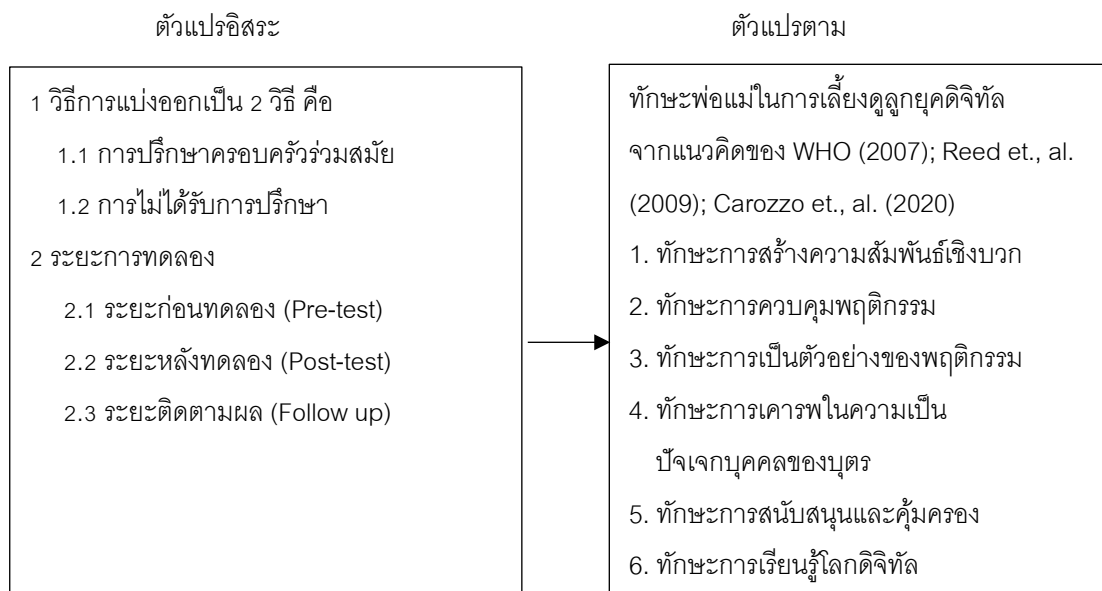 ตัวแปรอิสระ
ตัวแปรตาม
1 วิธีการแบ่งออกเป็น 2 วิธี คือ
1.1 การปรึกษาครอบครัวร่วมสมัย
1.2 การไม่ได้รับการปรึกษา
2 ระยะการทดลอง
2.1 ระยะก่อนทดลอง (Pre-test)
2.2 ระยะหลังทดลอง (Post-test)
2.3 ระยะติดตามผล (Follow up)
ทักษะพ่อแม่ในการเลี้ยงดูลูกยุคดิจิทัล
จากแนวคิดของ WHO (2007); Reed et., al.
(2009); Carozzo et., al. (2020)
1. ทักษะการสร้างความสัมพันธ์เชิงบวก
2. ทักษะการควบคุมพฤติกรรม
3. ทักษะการเป็นตัวอย่างของพฤติกรรม
4. ทักษะการเคารพในความเป็น
ปัจเจกบุคคลของบุตร
5. ทักษะการสนับสนุนและคุ้มครอง
6. ทักษะการเรียนรู้โลกดิจิทัล